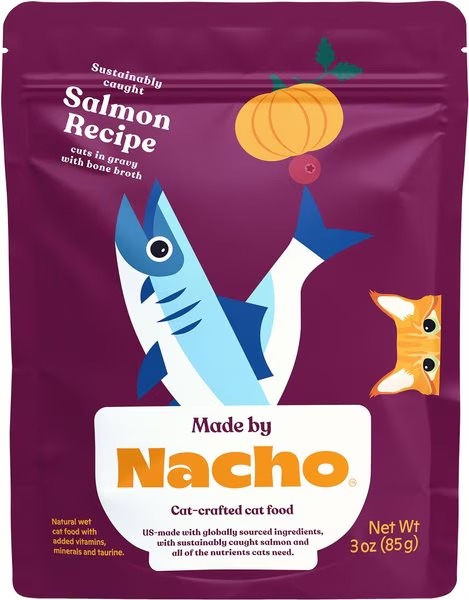 Sustainably
caught
Salmon
Recipe
cuts in gravy
with bone broth
Made by
Nacho
Cat-crafted cat food
US-made with globally sourced ingredients,
with sustainably caught salmon and
all of the nutrients cats need.
Natural wet
cat food with
added vitamins,
minerals and taurine.
Net Wt
3 oz (85g)